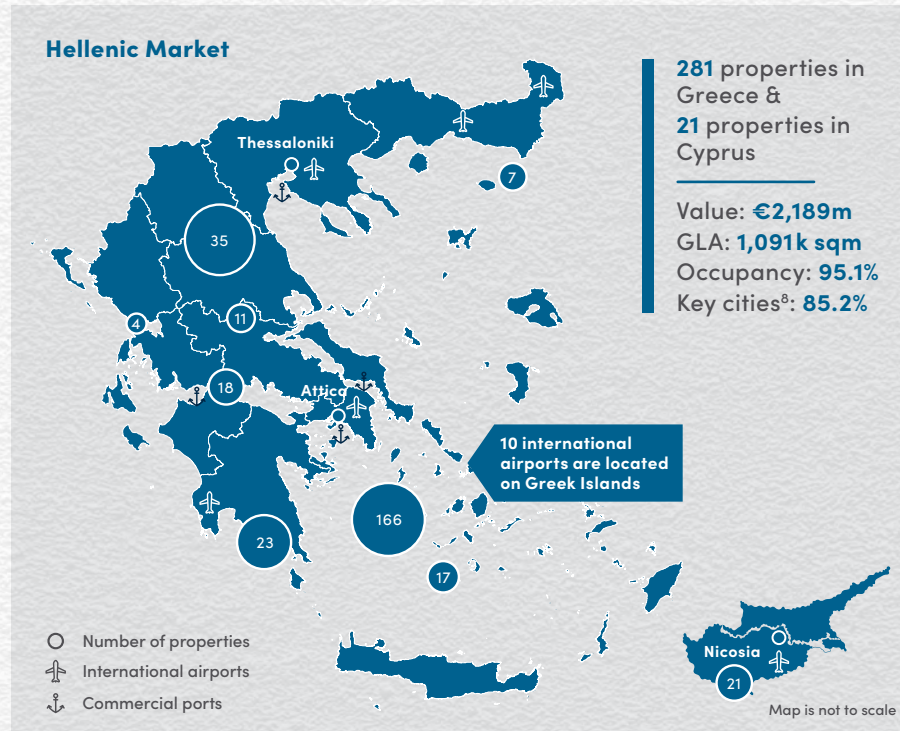 Hellenic Market
281 properties in
Greece &
21 properties in
Cyprus
Value: €2,189m
GLA: 1,091k sqm
Occupancy: 95.1%
Key cities⁸: 85.2%
Thessaloniki
7
35
4
11
18
Attica
10 international
airports are located
on Greek Islands
166
23
17
Nicosia
21
Number of properties
International airports
Commercial ports
Map is not to scale